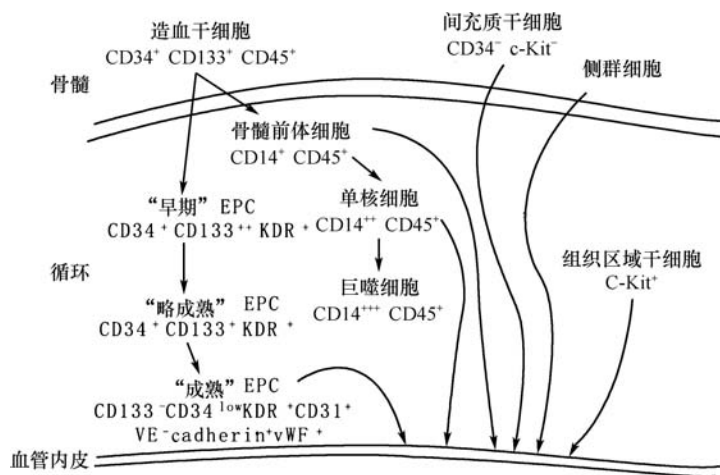 造血干细胞
CD34⁺ CD133⁺ CD45⁺
间充质干细胞
CD34⁻ c-Kit⁻
侧群细胞
骨髓
骨髓前体细胞
CD14⁺ CD45⁺
“早期” EPC
CD34⁺ CD133⁺⁺ KDR⁺
单核细胞
CD14⁺⁺ CD45⁺
循环
组织区域干细胞
C-Kit⁺
巨噬细胞
CD14⁺⁺⁺ CD45⁺
“略成熟” EPC
CD34⁺ CD133⁺ KDR⁺
“成熟” EPC
CD133⁻CD34ˡᵒʷKDR⁺CD31⁺
VE⁻cadherin⁺vWF⁺
血管内皮